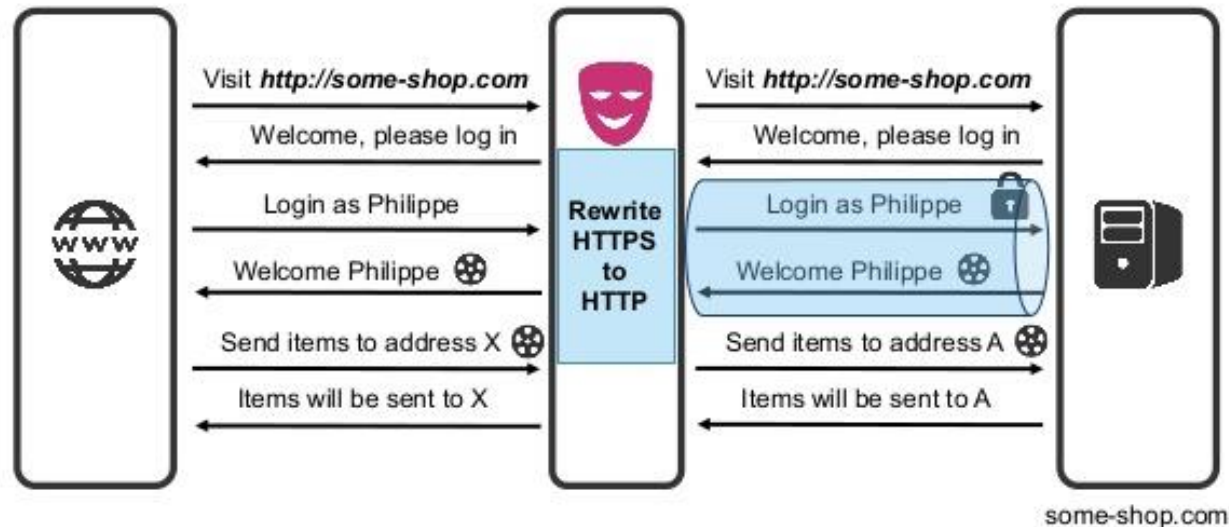 Visit http://some-shop.com
Visit http://some-shop.com
Welcome, please log in
Welcome, please log in
Login as Philippe
Rewrite
HTTPS
to
HTTP
Login as Philippe
www
Welcome Philippe
Welcome Philippe
Send items to address X
Send items to address A
Items will be sent to X
Items will be sent to A
some-shop.com